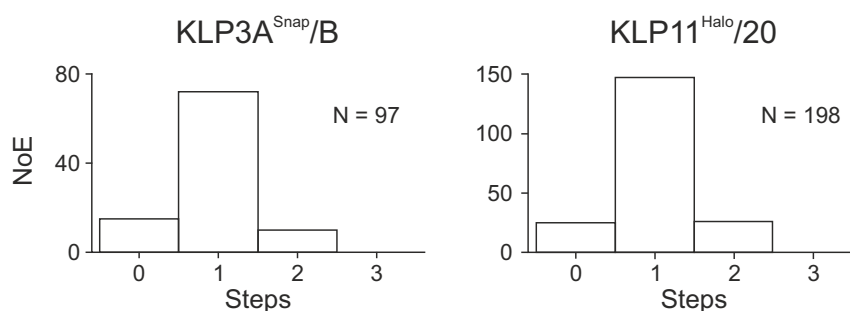 KLP3A^Snap/B
80
40
0
NoE
N = 97
0 1 2 3
Steps
KLP11^Halo/20
150
100
50
0
N = 198
0 1 2 3
Steps